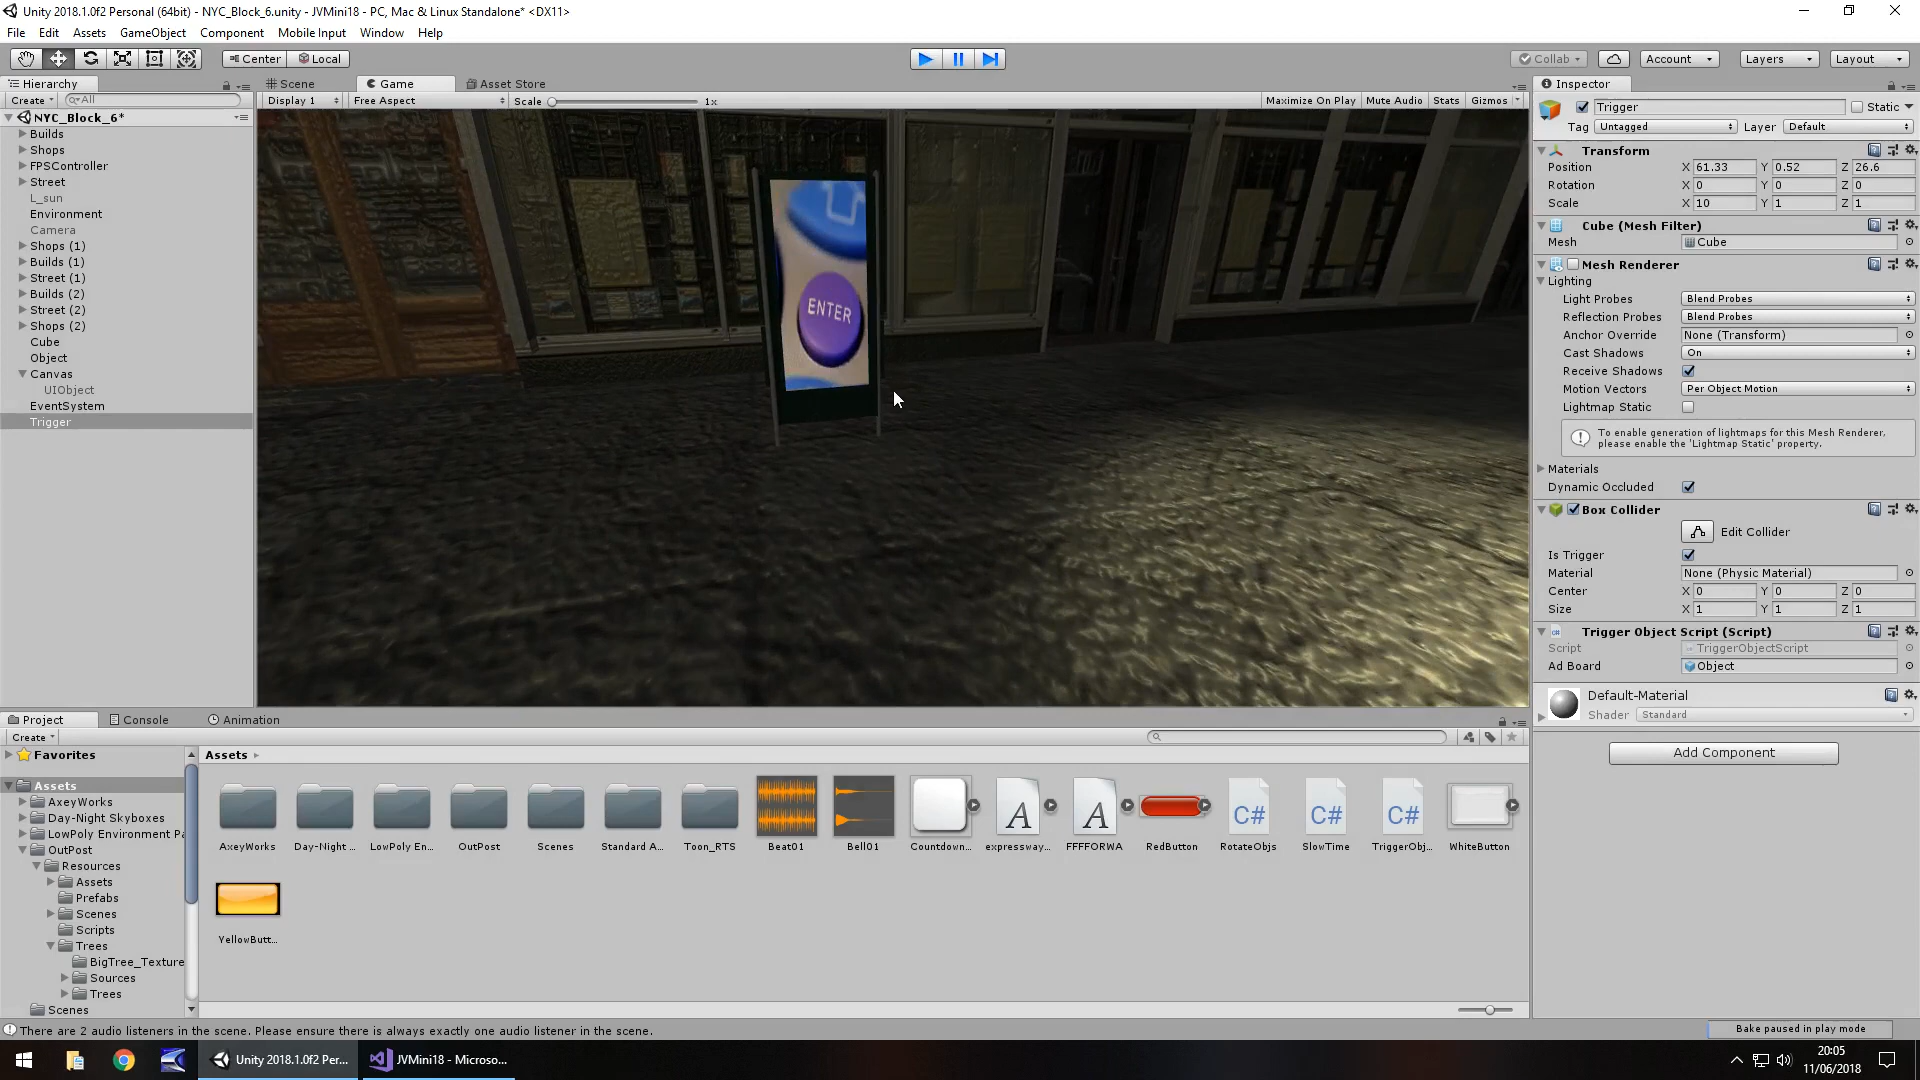 Unity 2018.1.0f2 Personal (64bit) - NYC_Block_6.unity - JVMini18 - PC, Mac & Linux Standalone* <DX11>
File Edit Assets GameObject Component Mobile Input Window Help
Center Local Collab Account Layers Layout
Hierarchy Scene Game Asset Store Inspector
Create All Display 1 Free Aspect Scale 1x Maximize On Play Mute Audio Stats Gizmos Trigger Static
NYC_Block_6*
Builds
Shops
FPSController
Street
L_sun
Environment
Camera
Shops (1)
Builds (1)
Street (1)
Builds (2)
Street (2)
Shops (2)
Cube
Object
Canvas
UIObject
EventSystem
Trigger
ENTER
Tag Untagged Layer Default
Transform
Position X 61.33 Y 0.52 Z 26.6
Rotation X 0 Y 0 Z 0
Scale X 10 Y 1 Z 1
Cube (Mesh Filter)
Mesh Cube
Mesh Renderer
Lighting
Light Probes Blend Probes
Reflection Probes Blend Probes
Anchor Override None (Transform)
Cast Shadows On
Receive Shadows
Motion Vectors Per Object Motion
Lightmap Static
To enable generation of lightmaps for this Mesh Renderer,
please enable the 'Lightmap Static' property.
Materials
Dynamic Occluded
Box Collider
Edit Collider
Is Trigger
Material None (Physic Material)
Center X 0 Y 0 Z 0
Size X 1 Y 1 Z 1
Trigger Object Script (Script)
Script TriggerObjectScript
Ad Board Object
Default-Material
Shader Standard
Add Component
Project Console Animation
Create
Favorites
Assets
AxeyWorks
Day-Night Skyboxes
LowPoly Environment Pa
OutPost
Resources
Assets
Prefabs
Scenes
Scripts
Trees
BigTree_Texture
Sources
Trees
Scenes
Assets
A A C# C# C#
AxeyWorks Day-Night ... LowPoly En... OutPost Scenes Standard A... Toon_RTS Beat01 Bell01 Countdown... expressway... FFFFORWA RedButton RotateObjs SlowTime TriggerObj... WhiteButton
YellowButt...
There are 2 audio listeners in the scene. Please ensure there is always exactly one audio listener in the scene.
Bake paused in play mode
Unity 2018.1.0f2 Per... JVMini18 - Microso...
20:05
11/06/2018